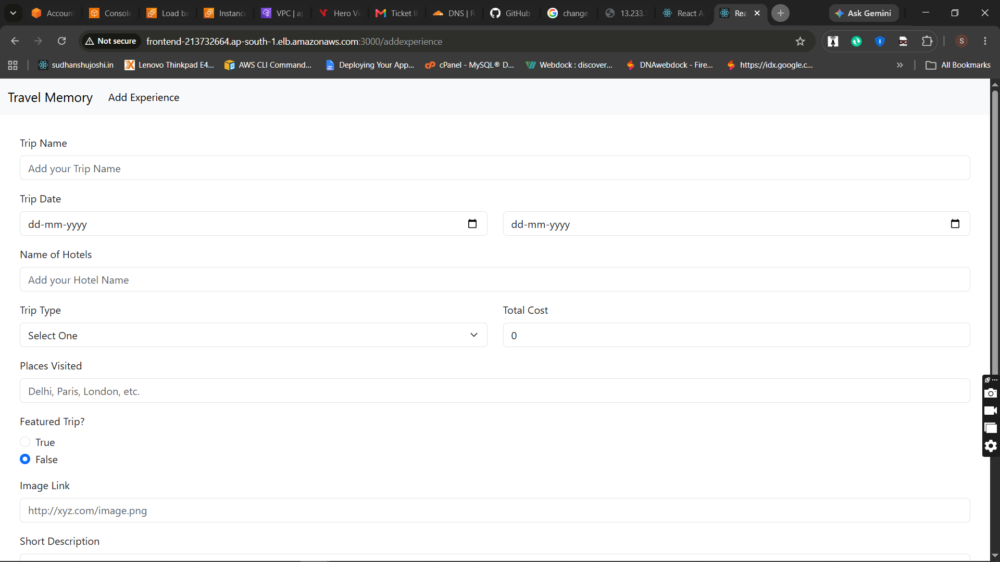 Account
Console
Load ba
Instance
VPC | ap
Hero Vi
Ticket ID
DNS | R
GitHub
change
13.233.
React A
Rea
Ask Gemini
Not secure
frontend-213732664.ap-south-1.elb.amazonaws.com:3000/addexperience
S
sudhanshujoshi.in
Lenovo Thinkpad E4...
AWS CLI Command...
Deploying Your App...
cPanel - MySQL® D...
Webdock : discover...
DNAwebdock - Fire...
https://idx.google.c...
All Bookmarks
Travel Memory
Add Experience
Trip Name
Add your Trip Name
Trip Date
dd-mm-yyyy
dd-mm-yyyy
Name of Hotels
Add your Hotel Name
Trip Type
Total Cost
Select One
0
Places Visited
Delhi, Paris, London, etc.
Featured Trip?
True
False
Image Link
http://xyz.com/image.png
Short Description